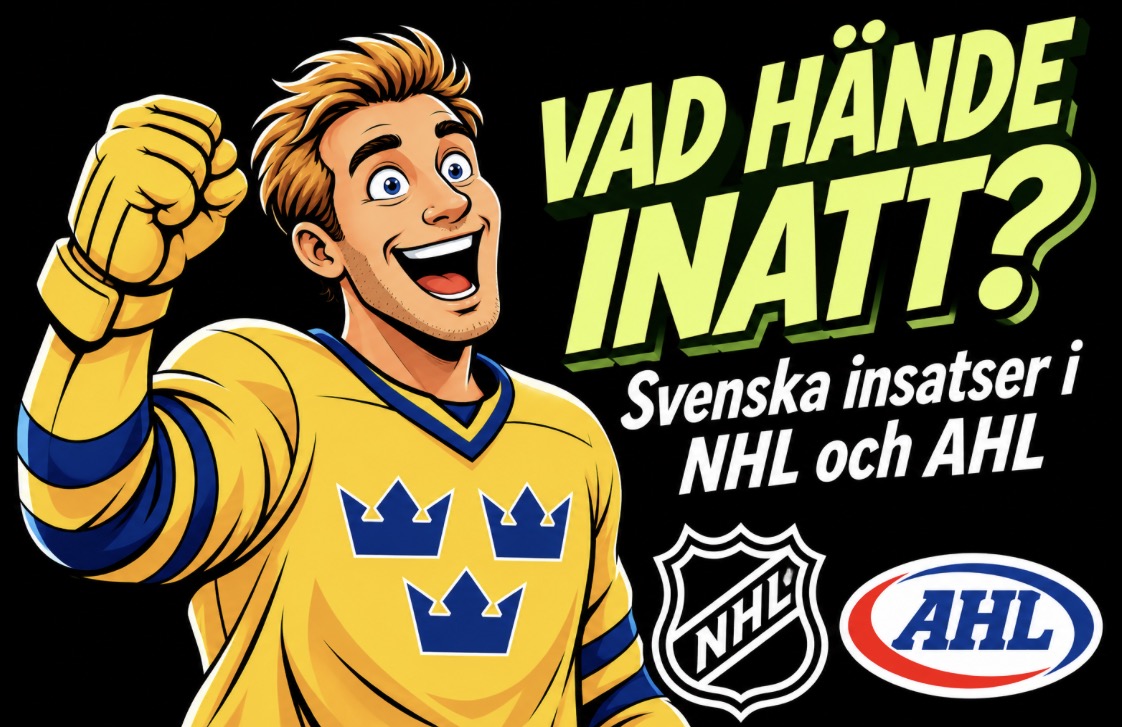 VAD HÄNDE
INATT?
Svenska insatser i
NHL och AHL
NHL
AHL